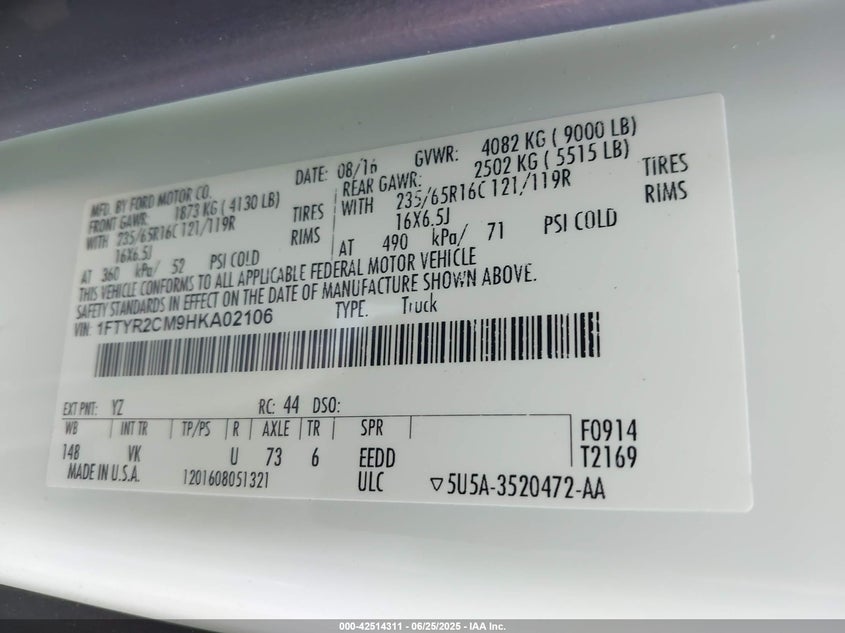 MFD. BY FORD MOTOR CO.
DATE: 08/16 GVWR: 4082 KG ( 9000 LB)
FRONT GAWR: 1873 KG ( 4130 LB) REAR GAWR: 2502 KG ( 5515 LB)
WITH 235/65R16C 121/119R TIRES WITH 235/65R16C 121/119R TIRES
16X6.5J RIMS 16X6.5J RIMS
AT 360 kPa/ 52 PSI COLD AT 490 kPa/ 71 PSI COLD
THIS VEHICLE CONFORMS TO ALL APPLICABLE FEDERAL MOTOR VEHICLE
SAFETY STANDARDS IN EFFECT ON THE DATE OF MANUFACTURE SHOWN ABOVE.
VIN: 1FTYR2CM9HKA02106 TYPE: Truck
EXT PNT: YZ RC: 44 DSO:
WB INT TR TP/PS R AXLE TR SPR F0914
148 VK U 73 6 EEDD T2169
MADE IN U.S.A. 1201608051321 ULC ▽5U5A-3520472-AA
000-42514311 - 06/25/2025 - IAA Inc.